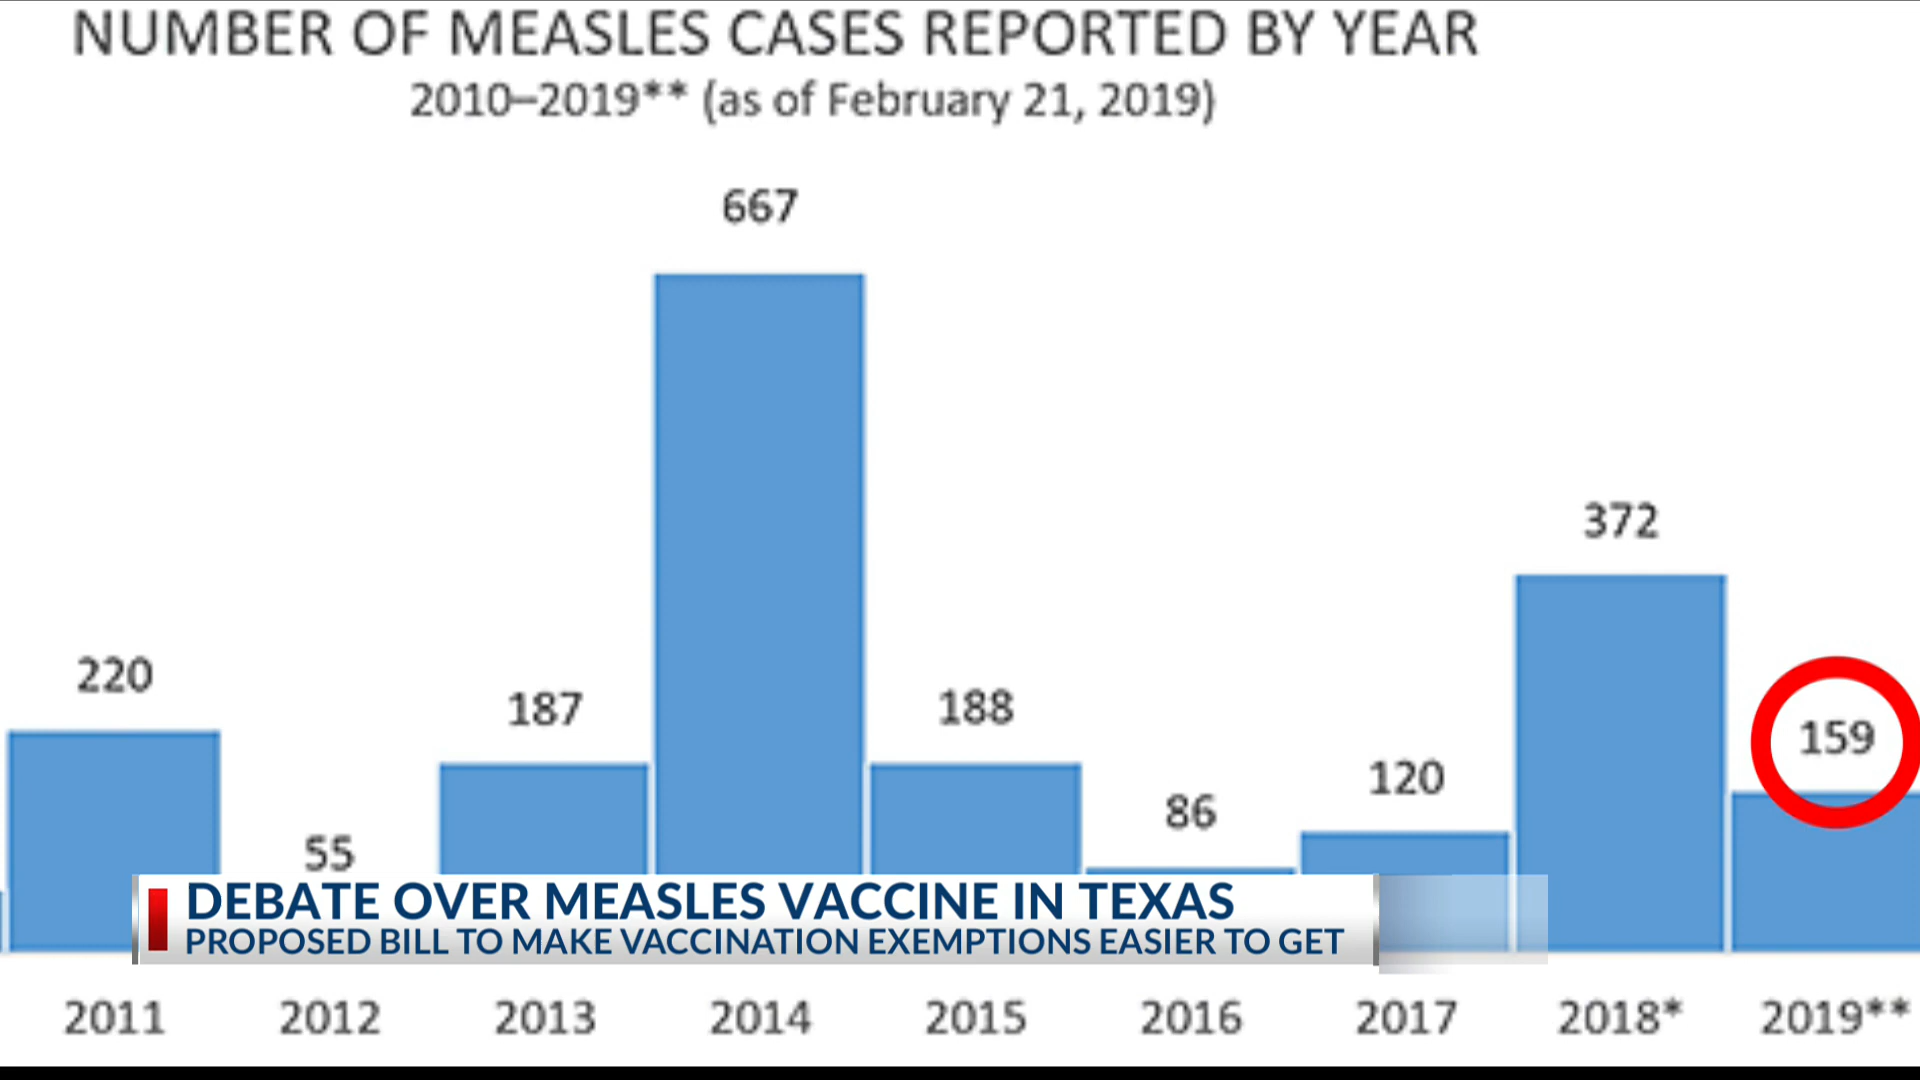 NUMBER OF MEASLES CASES REPORTED BY YEAR
2010–2019** (as of February 21, 2019)
667
372
220
187
188
159
120
86
55
DEBATE OVER MEASLES VACCINE IN TEXAS
PROPOSED BILL TO MAKE VACCINATION EXEMPTIONS EASIER TO GET
2011 2012 2013 2014 2015 2016 2017 2018* 2019**